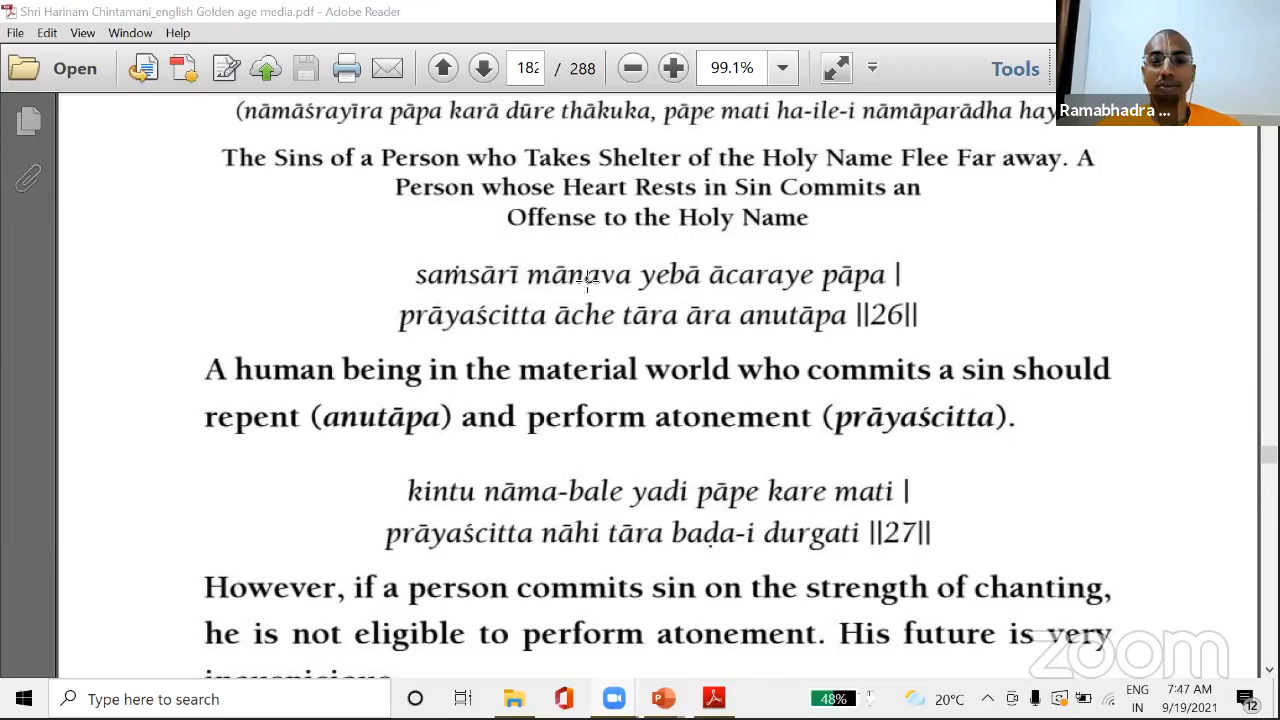 Shri Harinam Chintamani_english Golden age media.pdf - Adobe Reader
File Edit View Window Help
Open 182 / 288 99.1% Tools
Ramabhadra ...
(nāmāśrayīra pāpa karā dūre thākuka, pāpe mati ha-ile-i nāmāparādha hay
The Sins of a Person who Takes Shelter of the Holy Name Flee Far away. A
Person whose Heart Rests in Sin Commits an
Offense to the Holy Name
saṁsārī mānava yebā ācaraye pāpa |
prāyaścitta āche tāra āra anutāpa ||26||
A human being in the material world who commits a sin should
repent (anutāpa) and perform atonement (prāyaścitta).
kintu nāma-bale yadi pāpe kare mati |
prāyaścitta nāhi tāra baḍa-i durgati ||27||
However, if a person commits sin on the strength of chanting,
he is not eligible to perform atonement. His future is very
zoom
Type here to search 48% 20°C ENG 7:47 AM
IN 9/19/2021 12